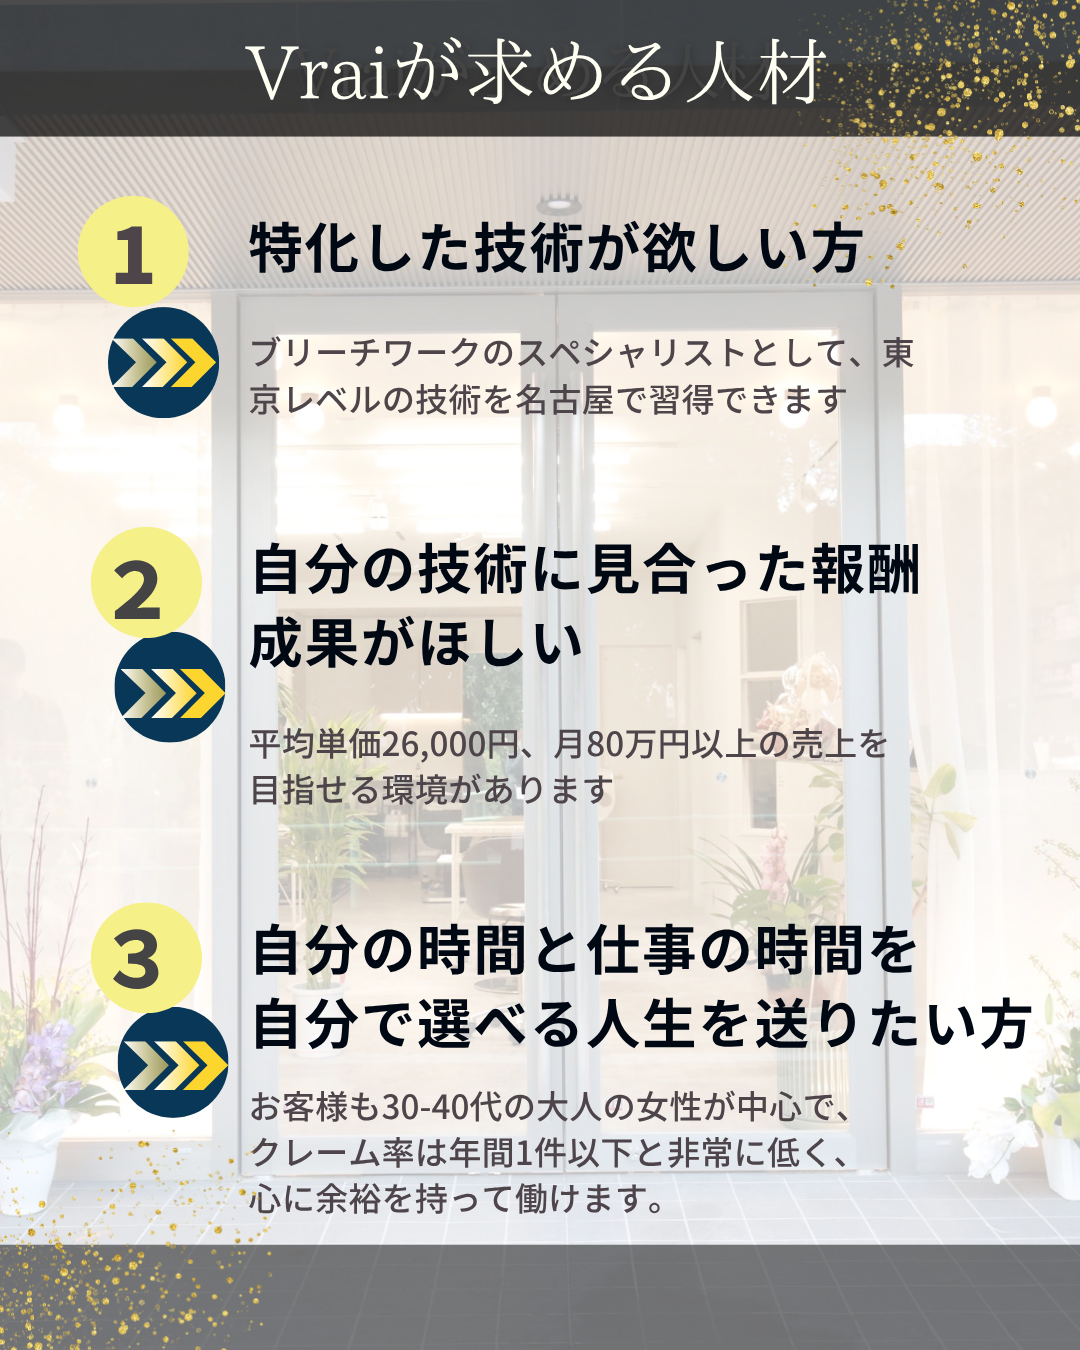 Vraiが求める人材
1
特化した技術が欲しい方
ブリーチワークのスペシャリストとして、東
京レベルの技術を名古屋で習得できます
2
自分の技術に見合った報酬
成果がほしい
平均単価26,000円、月80万円以上の売上を
目指せる環境があります
3
自分の時間と仕事の時間を
自分で選べる人生を送りたい方
お客様も30-40代の大人の女性が中心で、
クレーム率は年間1件以下と非常に低く、
心に余裕を持って働けます。